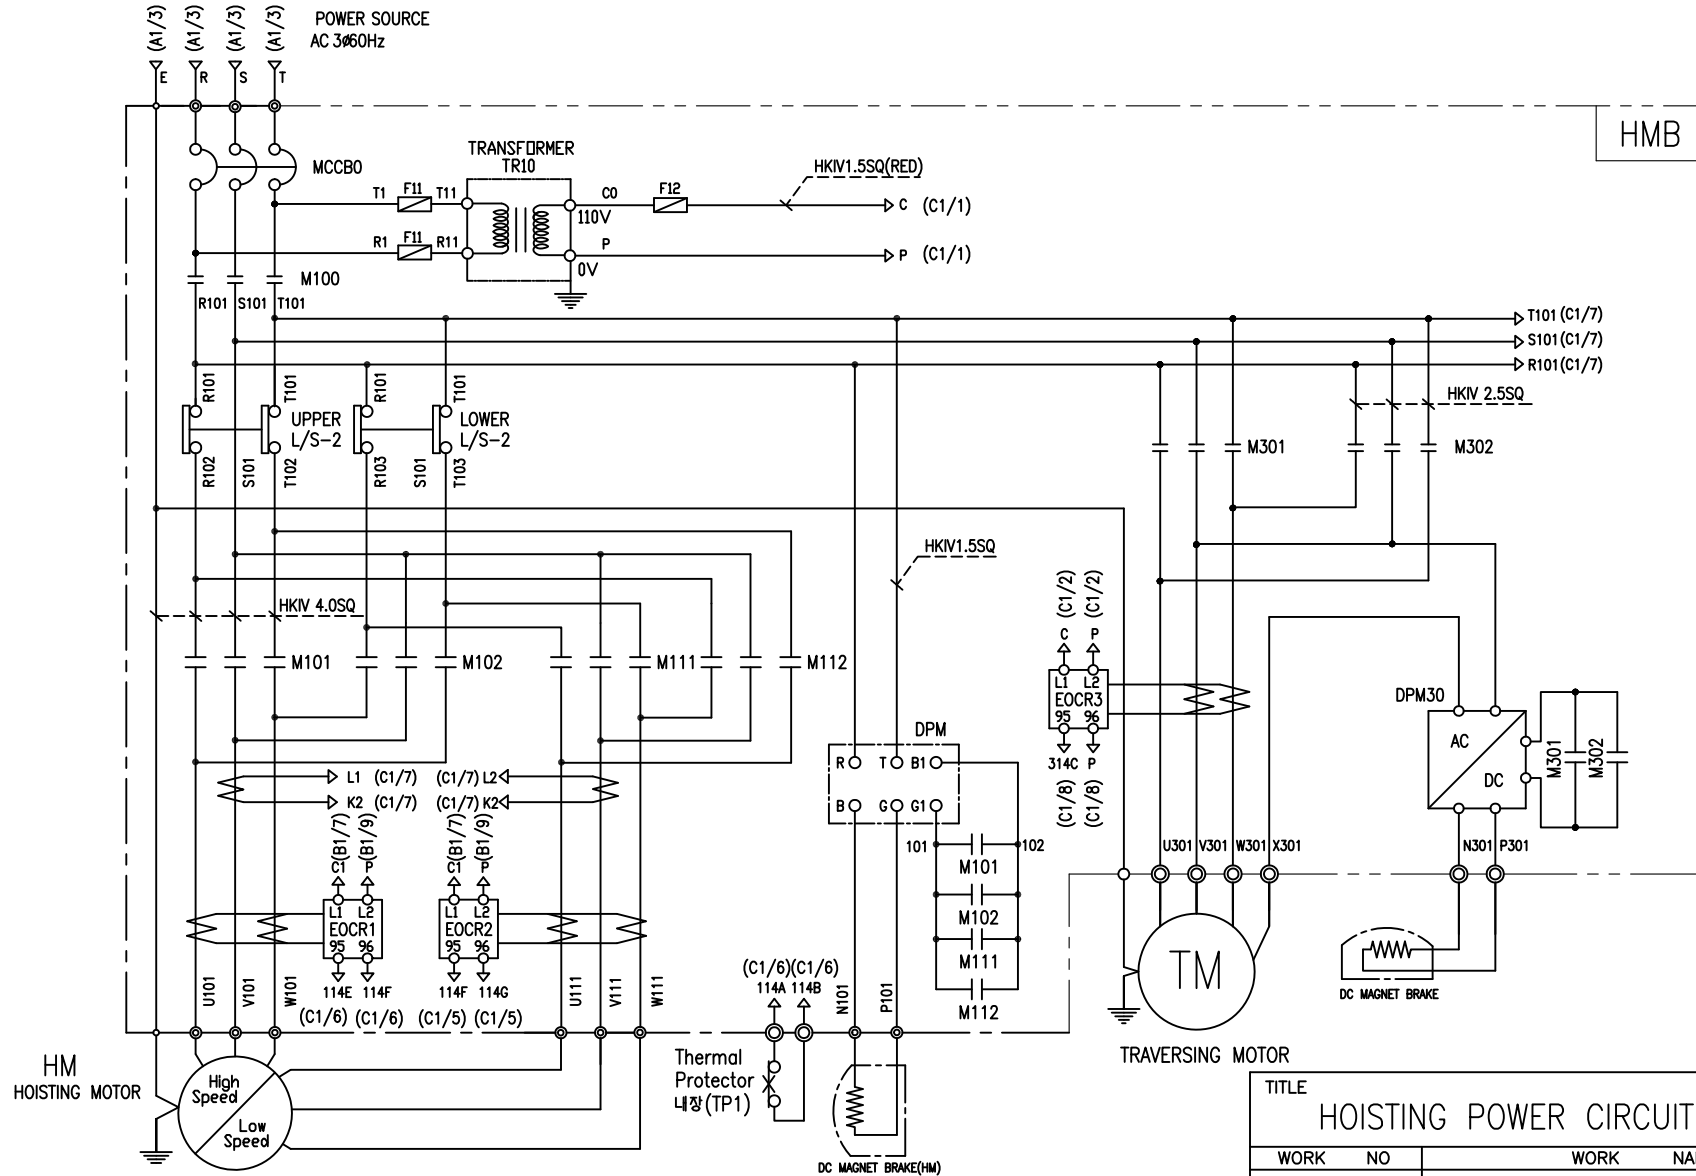 (A1/3) (A1/3) (A1/3) (A1/3)
POWER SOURCE
AC 3ø60Hz
E R S T
HMB
MCCB0
TRANSFORMER
TR10
T1 F11 T11
R1 F11 R11
C0 F12
110V
P
0V
HKIV1.5SQ(RED)
C (C1/1)
P (C1/1)
M100
R101 S101 T101
T101 (C1/7)
S101 (C1/7)
R101 (C1/7)
R101 T101 R101 T101
UPPER
L/S-2
LOWER
L/S-2
R102 S101 T102 R103 S101 T103
HKIV 2.5SQ
M301
M302
HKIV1.5SQ
HKIV 4.0SQ
M101
M102
M111
M112
(C1/2) (C1/2)
C P
L1 L2
EOCR3
95 96
314C P
(C1/8) (C1/8)
DPM30
AC
DC
M301 M302
DPM
R T B1
B G G1
101 102
M101
M102
M111
M112
L1 (C1/7)
K2 (C1/7)
(C1/7) L2
(C1/7) K2
(B1/7) (B1/9)
C1 P
L1 L2
EOCR1
95 96
114E 114F
(C1/6) (C1/6)
(B1/7) (B1/9)
C1 P
L1 L2
EOCR2
95 96
114F 114G
(C1/5) (C1/5)
U101 V101 W101
U111 V111 W111
U301 V301 W301 X301
N301 P301
(C1/6)(C1/6)
114A 114B
N101 P101
TM
TRAVERSING MOTOR
DC MAGNET BRAKE
HM
HOISTING MOTOR
High
Speed
Low
Speed
Thermal
Protector
내장(TP1)
DC MAGNET BRAKE(HM)
TITLE
HOISTING POWER CIRCUIT
WORK NO
WORK